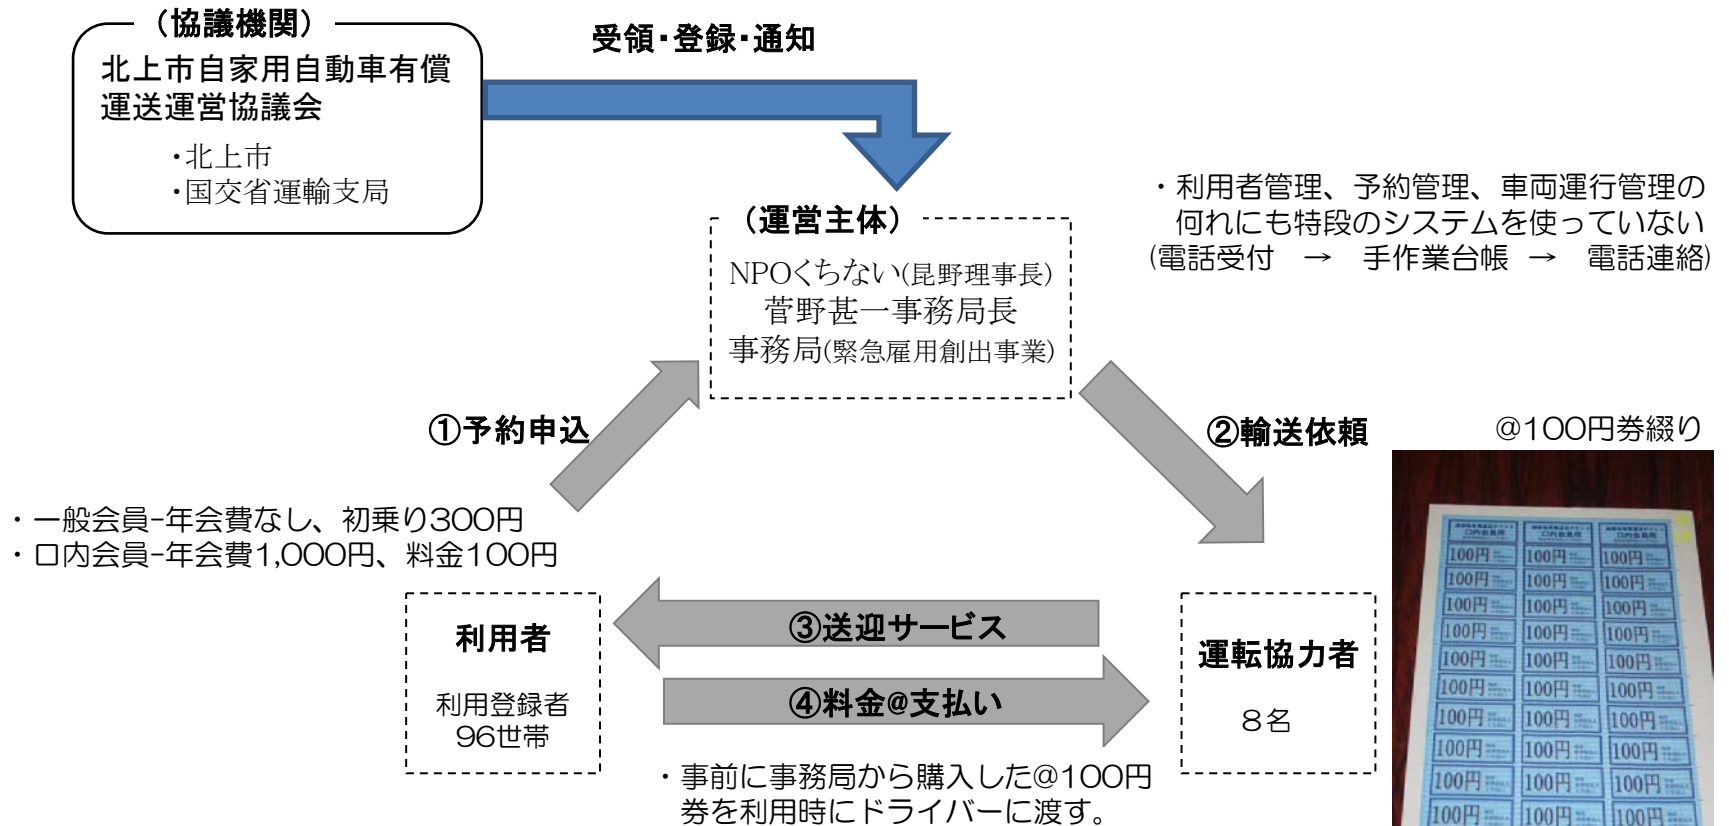 （協議機関）
北上市自家用自動車有償
運送運営協議会
・北上市
・国交省運輸支局
受領・登録・通知
（運営主体）
NPOくちない(昆野理事長)
菅野甚一事務局長
事務局(緊急雇用創出事業)
・利用者管理、予約管理、車両運行管理の
何れにも特段のシステムを使っていない
(電話受付　→　手作業台帳　→　電話連絡)
①予約申込
②輸送依頼
@100円券綴り
・一般会員-年会費なし、初乗り300円
・口内会員-年会費1,000円、料金100円
利用者
利用登録者
96世帯
③送迎サービス
④料金@支払い
運転協力者
8名
・事前に事務局から購入した@100円
券を利用時にドライバーに渡す。
口内会員用 口内会員用 口内会員用
100円 100円 100円
100円 100円 100円
100円 100円 100円
100円 100円 100円
100円 100円 100円
100円 100円 100円
100円 100円 100円
100円 100円 100円
100円 100円 100円
100円 100円 100円